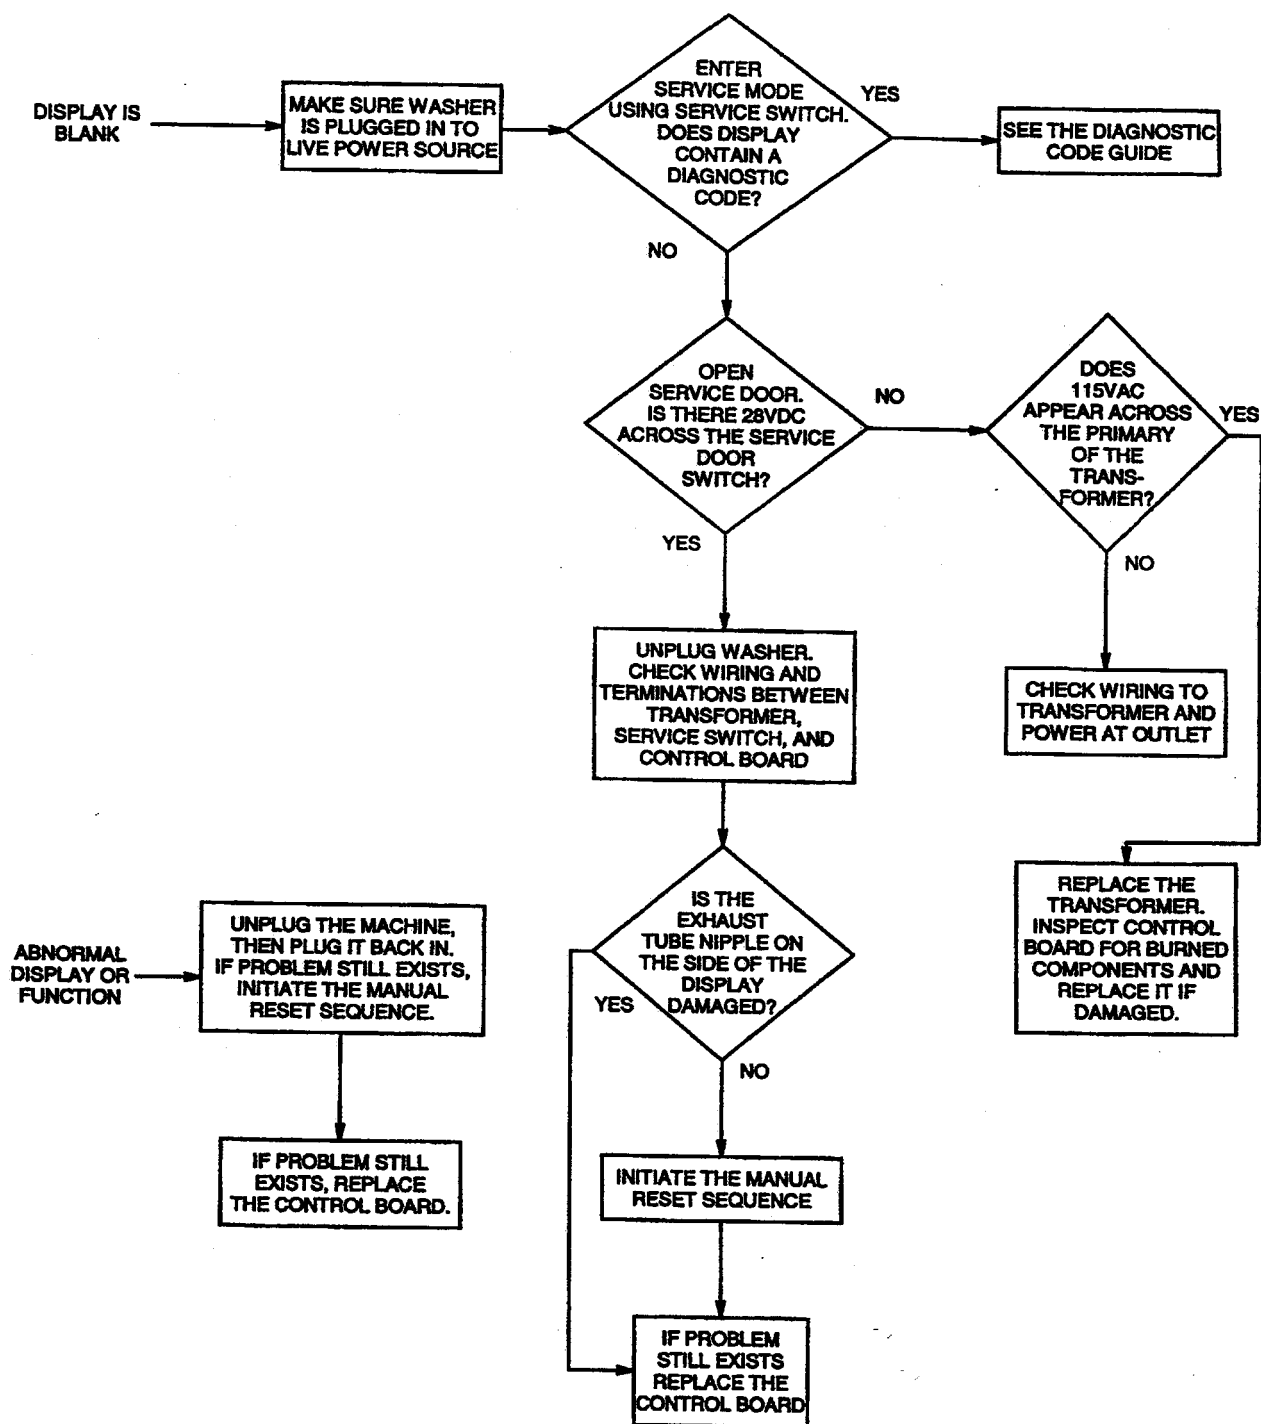 DISPLAY IS
BLANK
MAKE SURE WASHER
IS PLUGGED IN TO
LIVE POWER SOURCE
ENTER
SERVICE MODE
USING SERVICE SWITCH.
DOES DISPLAY
CONTAIN A
DIAGNOSTIC
CODE?
YES
SEE THE DIAGNOSTIC
CODE GUIDE
NO
OPEN
SERVICE DOOR.
IS THERE 28VDC
ACROSS THE SERVICE
DOOR
SWITCH?
NO
DOES
115VAC
APPEAR ACROSS
THE PRIMARY
OF THE
TRANS-
FORMER?
YES
YES
NO
UNPLUG WASHER.
CHECK WIRING AND
TERMINATIONS BETWEEN
TRANSFORMER,
SERVICE SWITCH, AND
CONTROL BOARD
CHECK WIRING TO
TRANSFORMER AND
POWER AT OUTLET
REPLACE THE
TRANSFORMER.
INSPECT CONTROL
BOARD FOR BURNED
COMPONENTS AND
REPLACE IT IF
DAMAGED.
IS THE
EXHAUST
TUBE NIPPLE ON
THE SIDE OF THE
DISPLAY
DAMAGED?
YES
NO
INITIATE THE MANUAL
RESET SEQUENCE
IF PROBLEM
STILL EXISTS
REPLACE THE
CONTROL BOARD
ABNORMAL
DISPLAY OR
FUNCTION
UNPLUG THE MACHINE,
THEN PLUG IT BACK IN.
IF PROBLEM STILL EXISTS,
INITIATE THE MANUAL
RESET SEQUENCE.
IF PROBLEM STILL
EXISTS, REPLACE
THE CONTROL BOARD.